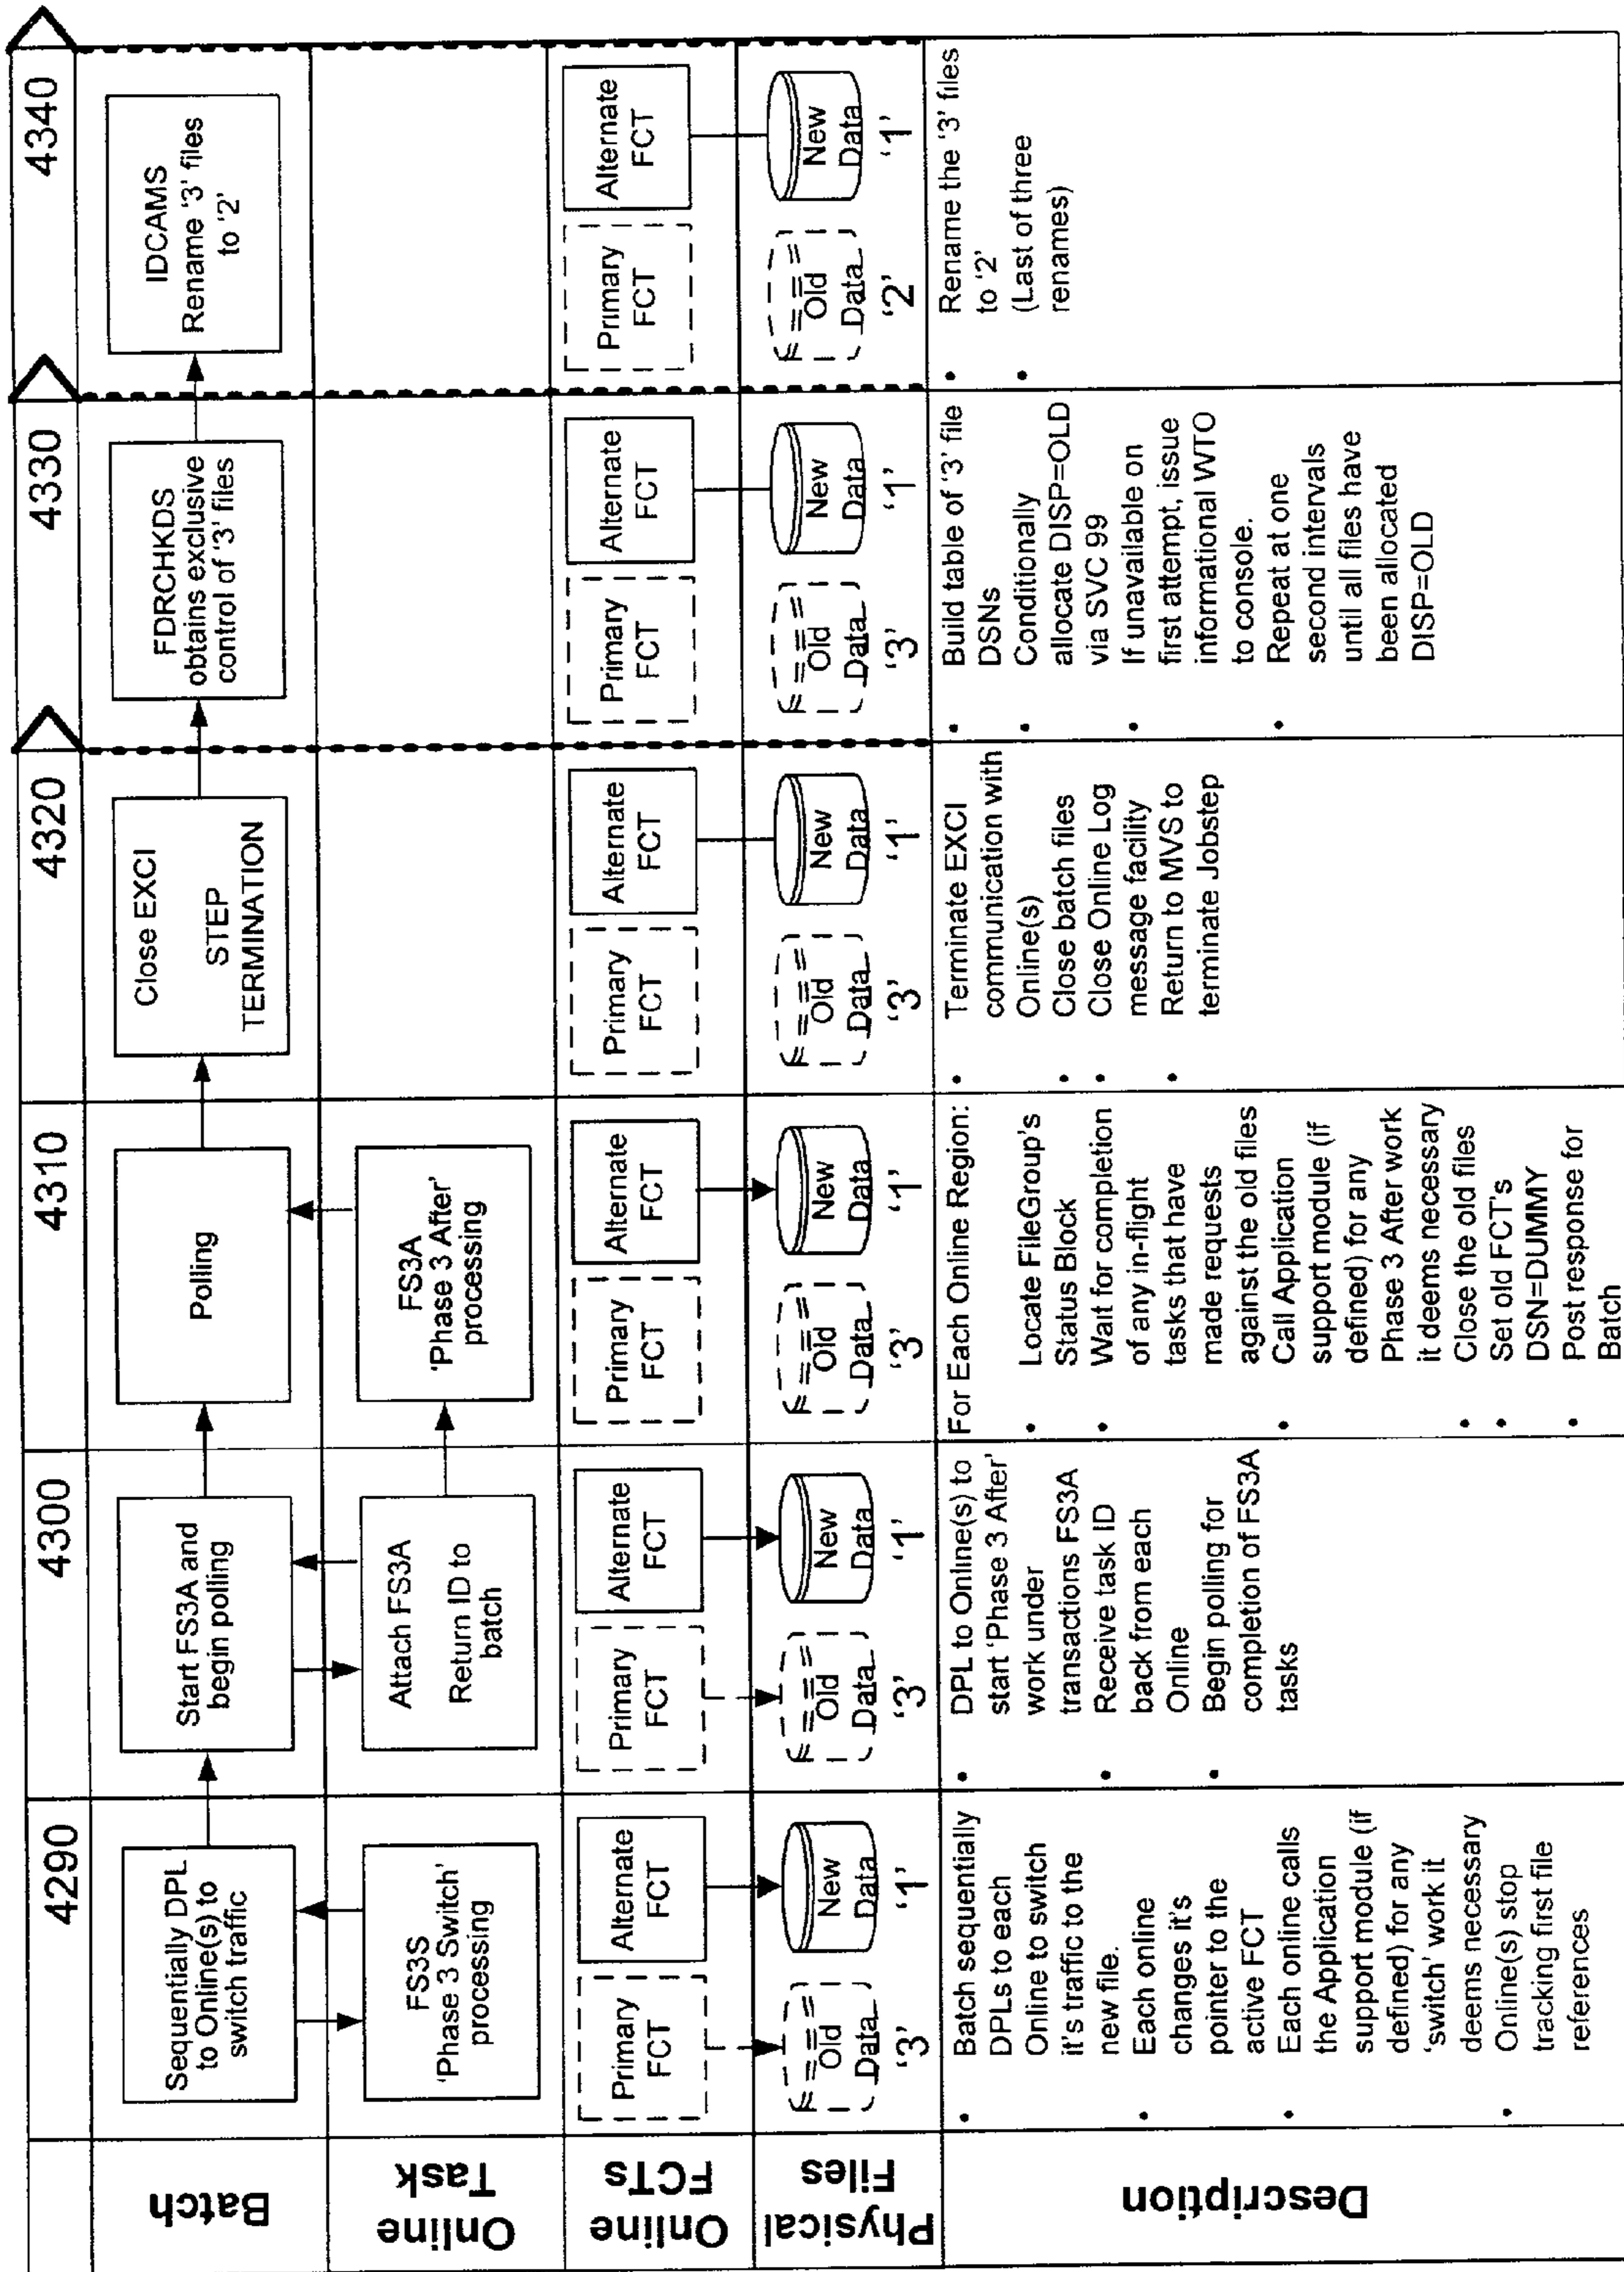 4290
4300
4310
4320
4330
4340
Batch
Sequentially DPL
to Online(s) to
switch traffic
Start FS3A and
begin polling
Polling
Close EXCI
STEP
TERMINATION
FDRCHKDS
obtains exclusive
control of '3' files
IDCAMS
Rename '3' files
to '2'
Online
Task
FS3S
'Phase 3 Switch'
processing
Attach FS3A
Return ID to
batch
FS3A
'Phase 3 After'
processing
Online
FCTs
Primary
FCT
Alternate
FCT
Primary
FCT
Alternate
FCT
Primary
FCT
Alternate
FCT
Primary
FCT
Alternate
FCT
Primary
FCT
Alternate
FCT
Primary
FCT
Alternate
FCT
Physical
Files
Old
Data
'3'
New
Data
'1'
Old
Data
'3'
New
Data
'1'
Old
Data
'3'
New
Data
'1'
Old
Data
'3'
New
Data
'1'
Old
Data
'3'
New
Data
'1'
Old
Data
'2'
New
Data
'1'
Description
• Batch sequentially
DPLs to each
Online to switch
it's traffic to the
new file.
• Each online
changes it's
pointer to the
active FCT
• Each online calls
the Application
support module (if
defined) for any
'switch' work it
deems necessary
• Online(s) stop
tracking first file
references
• DPL to Online(s) to
start 'Phase 3 After'
work under
transactions FS3A
• Receive task ID
back from each
Online
• Begin polling for
completion of FS3A
tasks
For Each Online Region:
• Locate FileGroup's
Status Block
• Wait for completion
of any in-flight
tasks that have
made requests
against the old files
• Call Application
support module (if
defined) for any
Phase 3 After work
it deems necessary
• Close the old files
• Set old FCT's
DSN=DUMMY
• Post response for
Batch
• Terminate EXCI
communication with
Online(s)
• Close batch files
• Close Online Log
message facility
• Return to MVS to
terminate Jobstep
• Build table of '3' file
DSNs
• Conditionally
allocate DISP=OLD
via SVC 99
• If unavailable on
first attempt, issue
informational WTO
to console.
• Repeat at one
second intervals
until all files have
been allocated
DISP=OLD
• Rename the '3' files
to '2'
• (Last of three
renames)